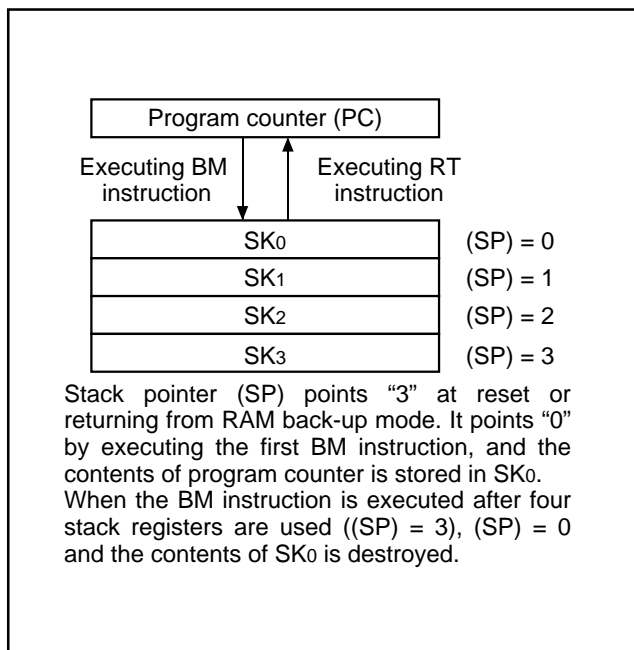 Program counter (PC)
Executing BM
instruction
Executing RT
instruction
SK0
(SP) = 0
SK1
(SP) = 1
SK2
(SP) = 2
SK3
(SP) = 3
Stack pointer (SP) points “3” at reset or
returning from RAM back-up mode. It points “0”
by executing the first BM instruction, and the
contents of program counter is stored in SK0.
When the BM instruction is executed after four
stack registers are used ((SP) = 3), (SP) = 0
and the contents of SK0 is destroyed.